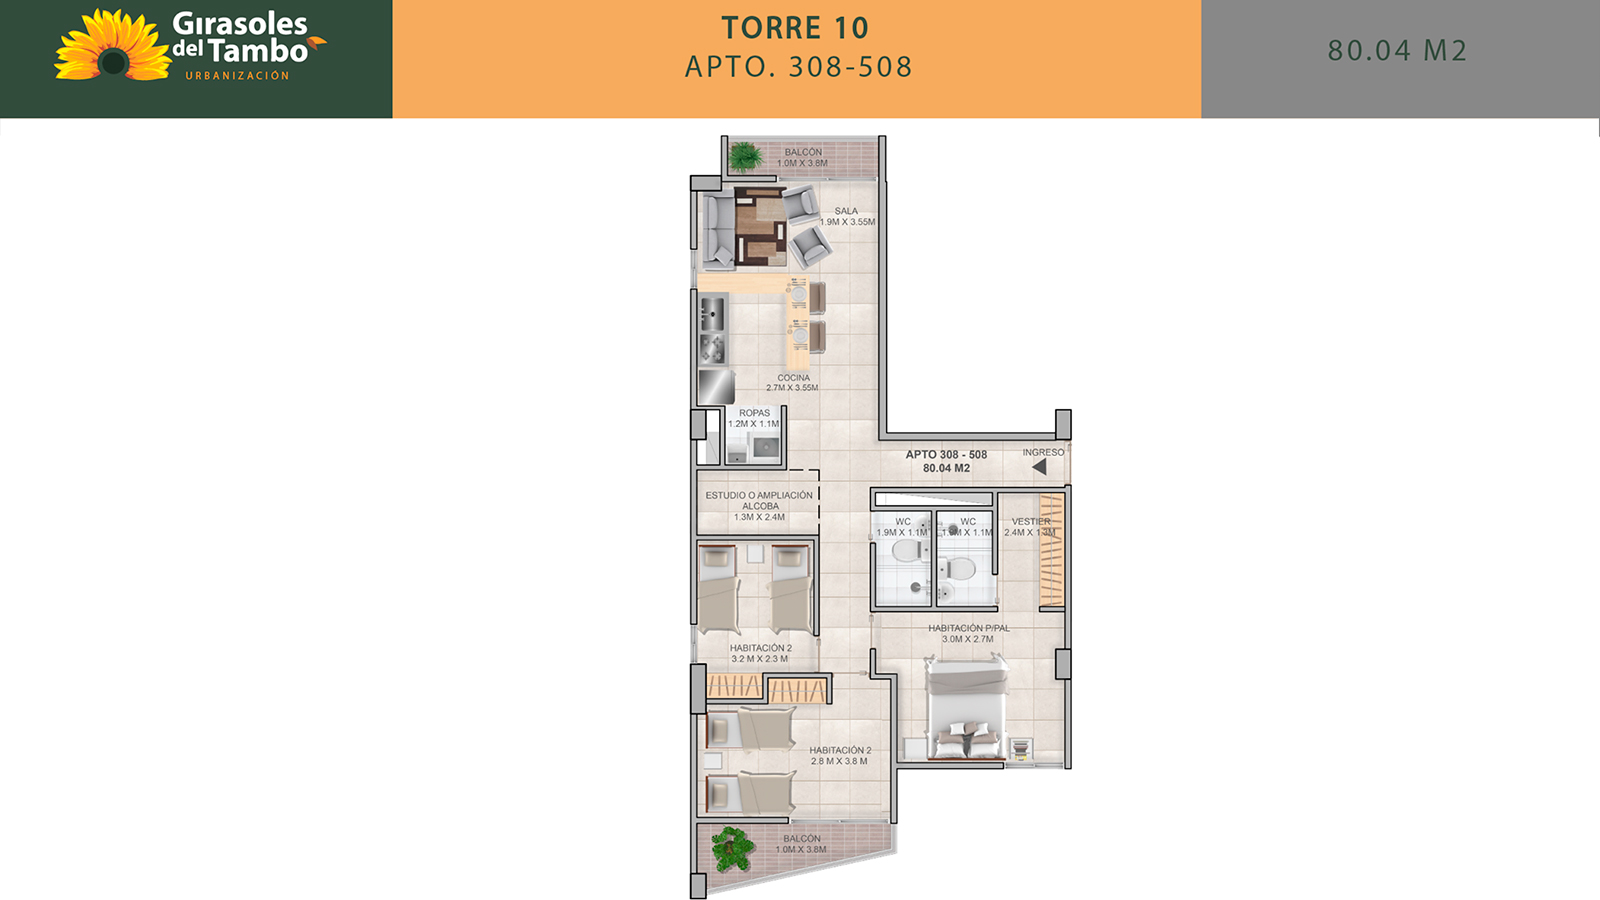 Girasoles
del Tambo
URBANIZACIÓN
TORRE 10
APTO. 308-508
80.04 M2
BALCÓN
1.0M X 3.8M
SALA
1.9M X 3.55M
COCINA
2.7M X 3.55M
ROPAS
1.2M X 1.1M
APTO 308 - 508
80.04 M2
INGRESO
ESTUDIO O AMPLIACIÓN
ALCOBA
1.3M X 2.4M
WC
1.9M X 1.1M
WC
1.9M X 1.1M
VESTIER
2.4M X 1.3M
HABITACIÓN P/PAL
3.0M X 2.7M
HABITACIÓN 2
3.2 M X 2.3 M
HABITACIÓN 2
2.8 M X 3.8 M
BALCÓN
1.0M X 3.8M